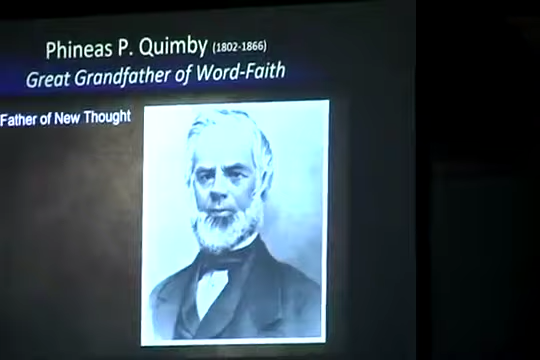 Phineas P. Quimby (1802-1866)
Great Grandfather of Word-Faith
Father of New Thought